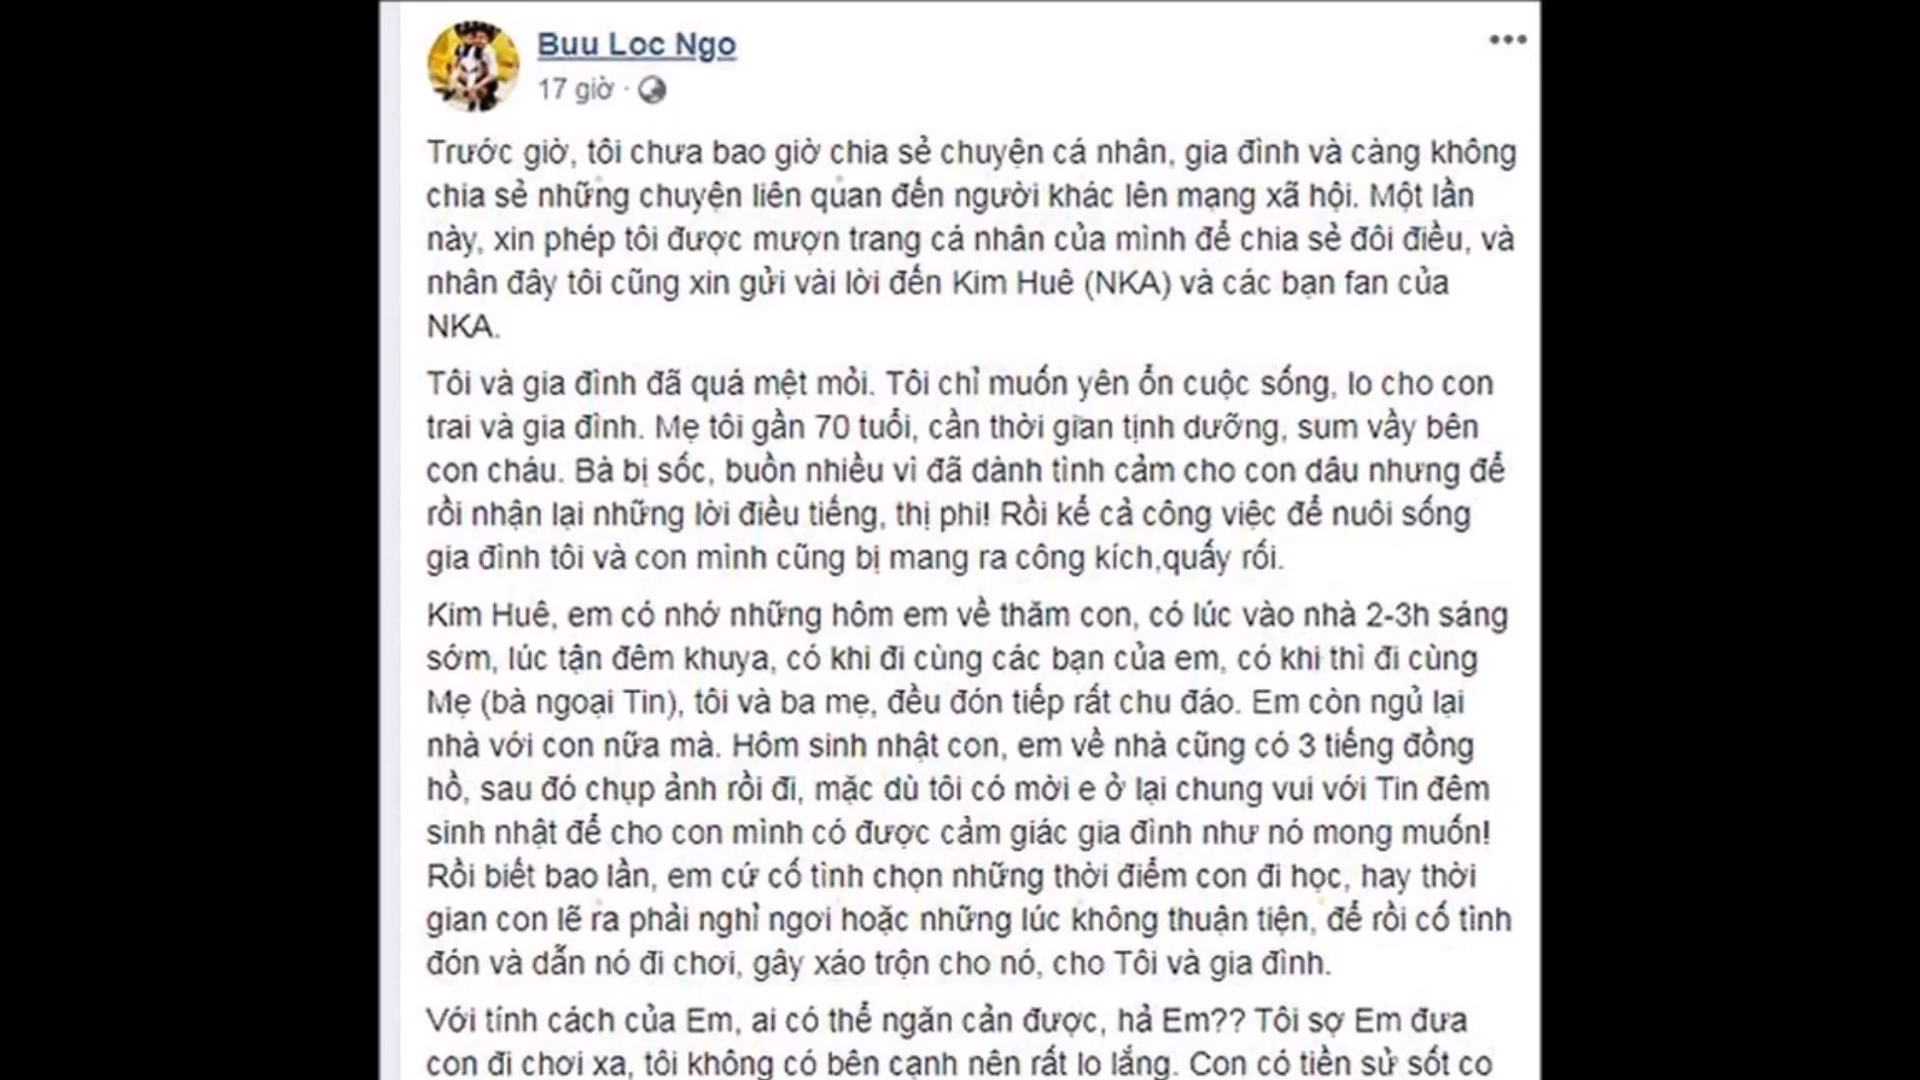 Buu Loc Ngo
17 giờ ·
Trước giờ, tôi chưa bao giờ chia sẻ chuyện cá nhân, gia đình và càng không
chia sẻ những chuyện liên quan đến người khác lên mạng xã hội. Một lần
này, xin phép tôi được mượn trang cá nhân của mình để chia sẻ đôi điều, và
nhân đây tôi cũng xin gửi vài lời đến Kim Huê (NKA) và các bạn fan của
NKA.
Tôi và gia đình đã quá mệt mỏi. Tôi chỉ muốn yên ổn cuộc sống, lo cho con
trai và gia đình. Mẹ tôi gần 70 tuổi, cần thời gian tịnh dưỡng, sum vầy bên
con cháu. Bà bị sốc, buồn nhiều vì đã dành tình cảm cho con dâu nhưng để
rồi nhận lại những lời điều tiếng, thị phi! Rồi kể cả công việc để nuôi sống
gia đình tôi và con mình cũng bị mang ra công kích,quấy rối.
Kim Huê, em có nhớ những hôm em về thăm con, có lúc vào nhà 2-3h sáng
sớm, lúc tận đêm khuya, có khi đi cùng các bạn của em, có khi thì đi cùng
Mẹ (bà ngoại Tin), tôi và ba mẹ, đều đón tiếp rất chu đáo. Em còn ngủ lại
nhà với con nữa mà. Hôm sinh nhật con, em về nhà cũng có 3 tiếng đồng
hồ, sau đó chụp ảnh rồi đi, mặc dù tôi có mời e ở lại chung vui với Tin đêm
sinh nhật để cho con mình có được cảm giác gia đình như nó mong muốn!
Rồi biết bao lần, em cứ cố tình chọn những thời điểm con đi học, hay thời
gian con lẽ ra phải nghỉ ngơi hoặc những lúc không thuận tiện, để rồi cố tình
đón và dẫn nó đi chơi, gây xáo trộn cho nó, cho Tôi và gia đình.
Với tính cách của Em, ai có thể ngăn cản được, hả Em?? Tôi sợ Em đưa
con đi chơi xa, tôi không có bên cạnh nên rất lo lắng. Con có tiền sử sốt co